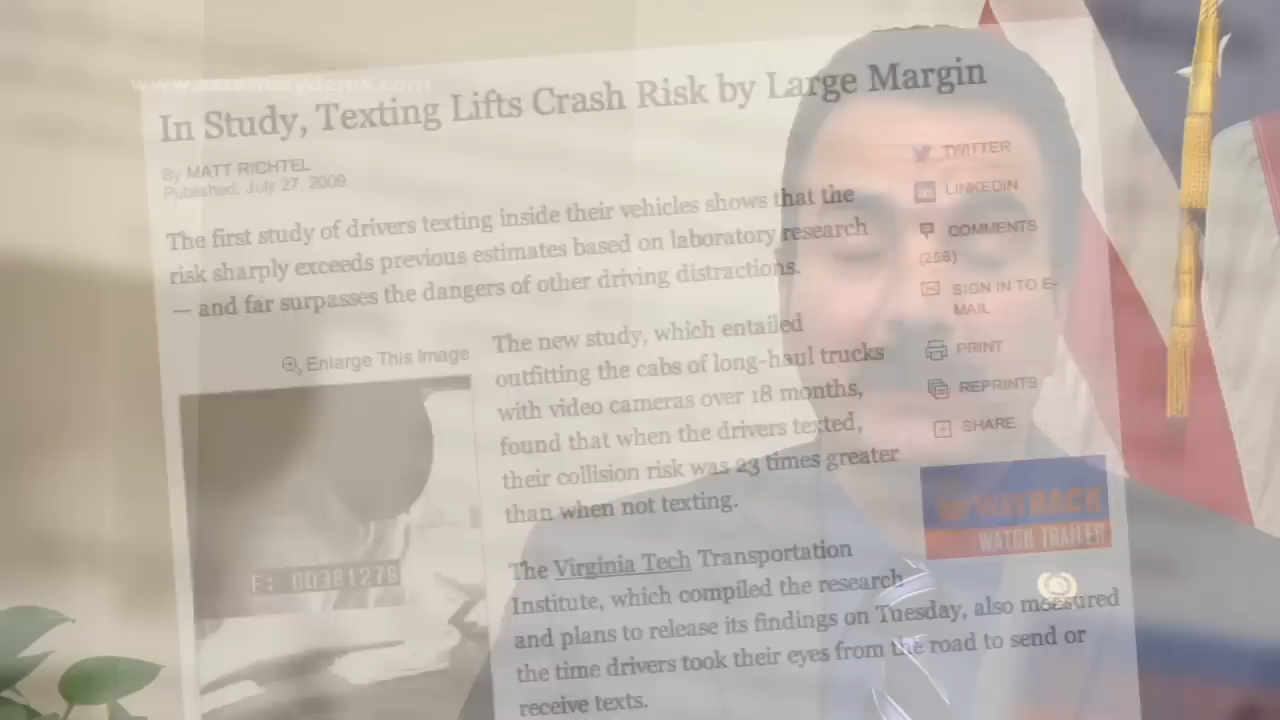 www.assemblydems.com
In Study, Texting Lifts Crash Risk by Large Margin
By MATT RICHTEL
Published: July 27, 2009
The first study of drivers texting inside their vehicles shows that the
risk sharply exceeds previous estimates based on laboratory research
— and far surpasses the dangers of other driving distractions.
Enlarge This Image
The new study, which entailed
outfitting the cabs of long-haul trucks
with video cameras over 18 months,
found that when the drivers texted,
their collision risk was 23 times greater
than when not texting.
The Virginia Tech Transportation
Institute, which compiled the research
and plans to release its findings on Tuesday, also measured
the time drivers took their eyes from the road to send or
receive texts.
TWITTER
LINKEDIN
COMMENTS
(256)
SIGN IN TO E-
MAIL
PRINT
REPRINTS
SHARE
WAY BACK
WATCH TRAILER
F: 00381278